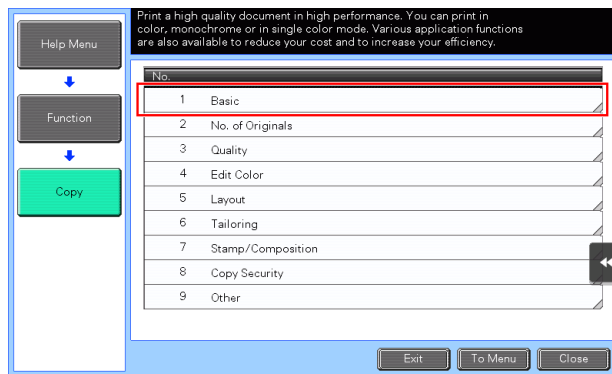 Print a high quality document in high performance. You can print in
color, monochrome or in single color mode. Various application functions
are also available to reduce your cost and to increase your efficiency.
Help Menu
Function
Copy
No.
1 Basic
2 No. of Originals
3 Quality
4 Edit Color
5 Layout
6 Tailoring
7 Stamp/Composition
8 Copy Security
9 Other
Exit To Menu Close